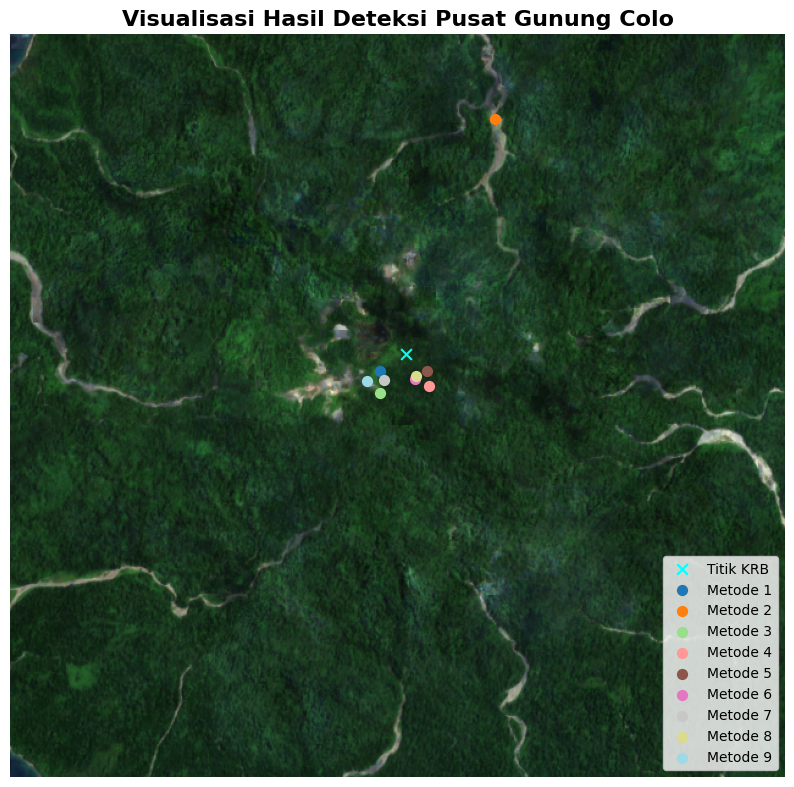 Visualisasi Hasil Deteksi Pusat Gunung Colo
Titik KRB
Metode 1
Metode 2
Metode 3
Metode 4
Metode 5
Metode 6
Metode 7
Metode 8
Metode 9